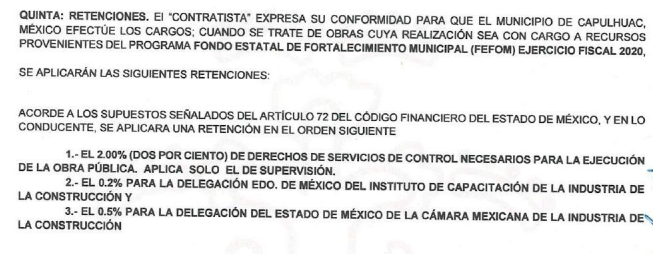 QUINTA: RETENCIONES. El “CONTRATISTA” EXPRESA SU CONFORMIDAD PARA QUE EL MUNICIPIO DE CAPULHUAC,
MÉXICO EFECTÚE LOS CARGOS; CUANDO SE TRATE DE OBRAS CUYA REALIZACIÓN SEA CON CARGO A RECURSOS
PROVENIENTES DEL PROGRAMA FONDO ESTATAL DE FORTALECIMIENTO MUNICIPAL (FEFOM) EJERCICIO FISCAL 2020,
SE APLICARÁN LAS SIGUIENTES RETENCIONES:
ACORDE A LOS SUPUESTOS SEÑALADOS DEL ARTÍCULO 72 DEL CÓDIGO FINANCIERO DEL ESTADO DE MÉXICO, Y EN LO
CONDUCENTE, SE APLICARA UNA RETENCIÓN EN EL ORDEN SIGUIENTE
1.- EL 2.00% (DOS POR CIENTO) DE DERECHOS DE SERVICIOS DE CONTROL NECESARIOS PARA LA EJECUCIÓN
DE LA OBRA PÚBLICA. APLICA SOLO EL DE SUPERVISIÓN.
2.- EL 0.2% PARA LA DELEGACIÓN EDO. DE MÉXICO DEL INSTITUTO DE CAPACITACIÓN DE LA INDUSTRIA DE
LA CONSTRUCCIÓN Y
3.- EL 0.5% PARA LA DELEGACIÓN DEL ESTADO DE MÉXICO DE LA CÁMARA MEXICANA DE LA INDUSTRIA DE
LA CONSTRUCCIÓN